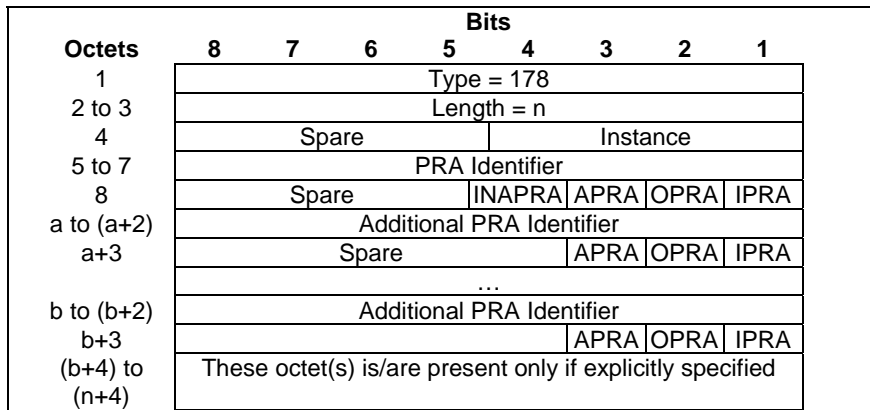 Bits
Octets 8 7 6 5 4 3 2 1
1 Type = 178
2 to 3 Length = n
4 Spare Instance
5 to 7 PRA Identifier
8 Spare INAPRA APRA OPRA IPRA
a to (a+2) Additional PRA Identifier
a+3 Spare APRA OPRA IPRA
…
b to (b+2) Additional PRA Identifier
b+3 APRA OPRA IPRA
(b+4) to These octet(s) is/are present only if explicitly specified
(n+4)